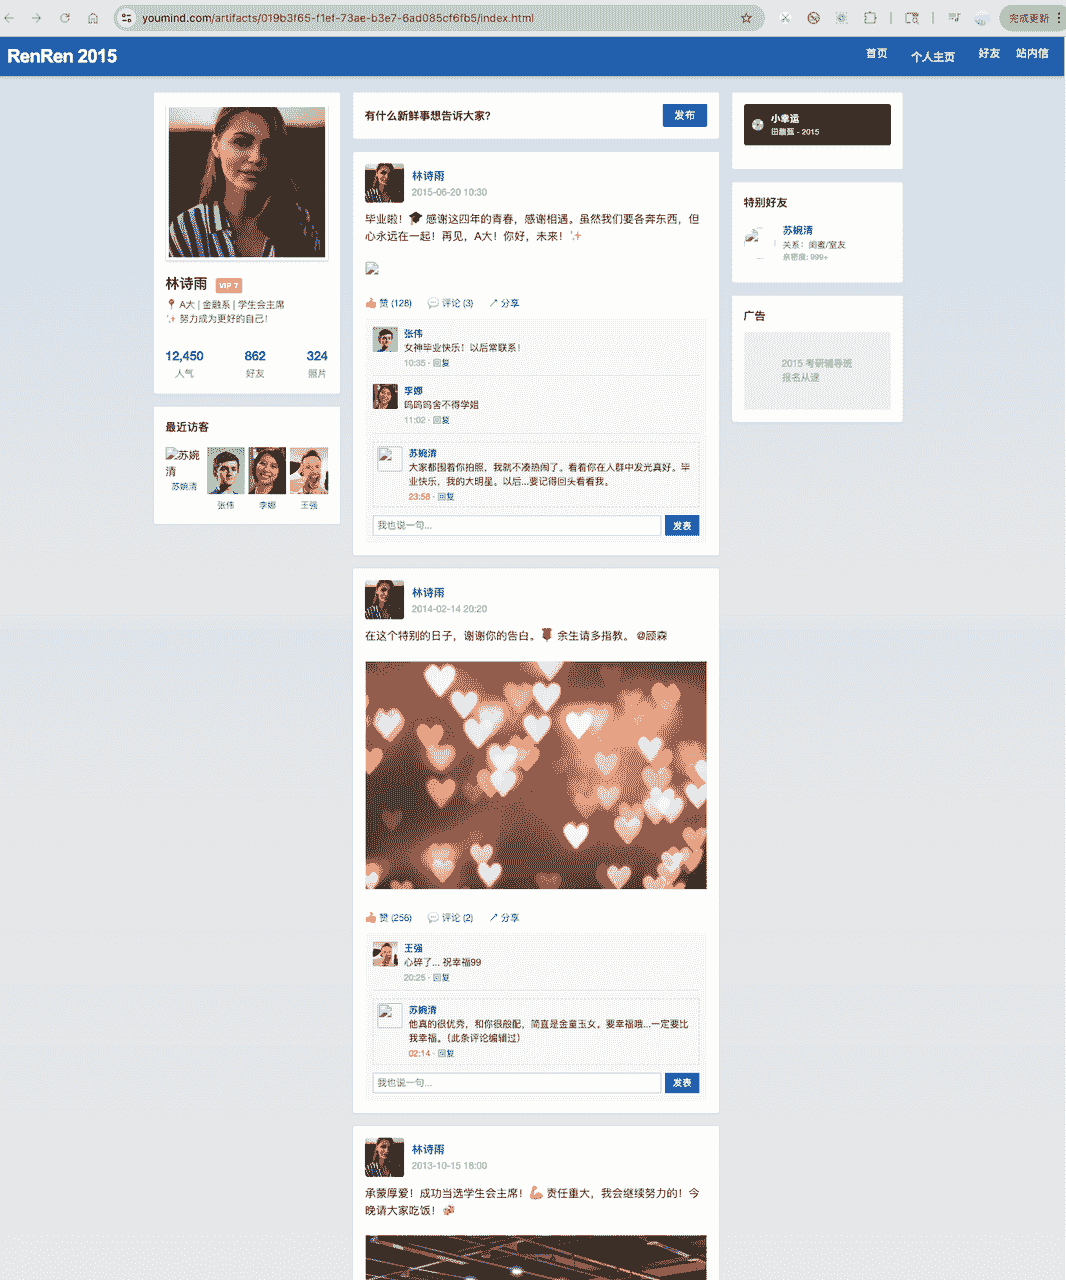 youmind.com/artifacts/019b3f65-f1ef-73ae-b3e7-6ad085cf6fb5/index.html
完成更新
RenRen 2015
首页
个人主页
好友
站内信
林诗雨 VIP 7
📍 A大 | 金融系 | 学生会主席
✨ 努力成为更好的自己！
12,450
862
324
人气
好友
照片
最近访客
苏婉清
苏婉清
张伟
李娜
王强
有什么新鲜事想告诉大家？
发布
林诗雨
2015-06-20 10:30
毕业啦！🎓 感谢这四年的青春，感谢相遇。虽然我们要各奔东西，但
心永远在一起！再见，A大！你好，未来！✨
👍 赞 (128) 💬 评论 (3) ↗ 分享
张伟
女神毕业快乐！以后常联系！
10:35 · 回复
李娜
呜呜呜舍不得学姐
11:02 · 回复
苏婉清
大家都围着你拍照，我就不凑热闹了。看着你在人群中发光真好。毕
业快乐，我的大明星。以后...要记得回头看看我。
23:58 · 回复
我也说一句...
发表
林诗雨
2014-02-14 20:20
在这个特别的日子，谢谢你的告白。🌹 余生请多指教。 @顾森
👍 赞 (256) 💬 评论 (2) ↗ 分享
王强
心碎了... 祝幸福99
20:25 · 回复
苏婉清
他真的很优秀，和你很般配，简直是金童玉女。要幸福哦...一定要比
我幸福。（此条评论编辑过）
02:14 · 回复
我也说一句...
发表
林诗雨
2013-10-15 18:00
承蒙厚爱！成功当选学生会主席！💪 责任重大，我会继续努力的！今
晚请大家吃饭！🎉
小幸运
田馥甄 - 2015
特别好友
苏婉清
关系：闺蜜/室友
亲密度: 999+
广告
2015 考研辅导班
报名从速